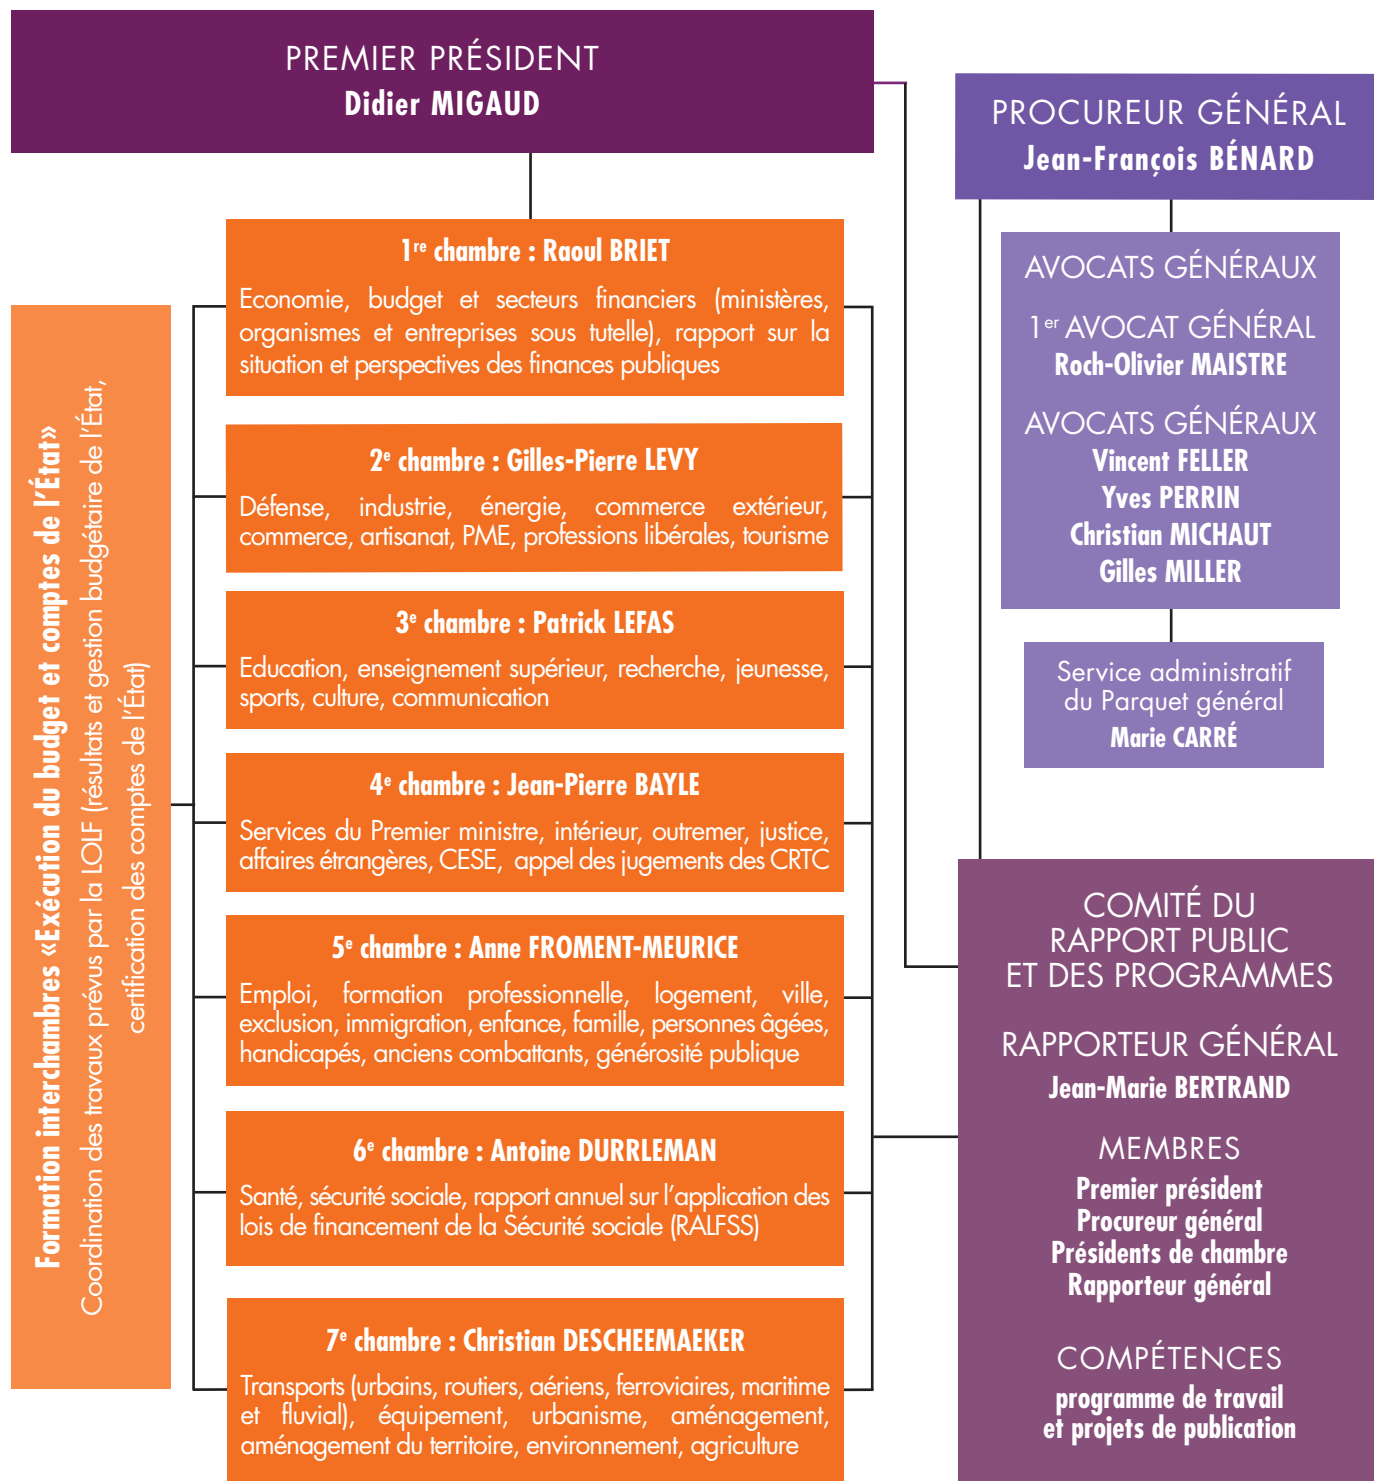 PREMIER PRÉSIDENT
Didier MIGAUD
PROCUREUR GÉNÉRAL
Jean-François BÉNARD
AVOCATS GÉNÉRAUX
1er AVOCAT GÉNÉRAL
Roch-Olivier MAISTRE
AVOCATS GÉNÉRAUX
Vincent FELLER
Yves PERRIN
Christian MICHAUT
Gilles MILLER
Service administratif
du Parquet général
Marie CARRÉ
Formation interchambres «Exécution du budget et comptes de l'État»
Coordination des travaux prévus par la LOLF (résultats et gestion budgétaire de l'État,
certification des comptes de l'État)
1re chambre : Raoul BRIET
Economie, budget et secteurs financiers (ministères,
organismes et entreprises sous tutelle), rapport sur la
situation et perspectives des finances publiques
2e chambre : Gilles-Pierre LEVY
Défense, industrie, énergie, commerce extérieur,
commerce, artisanat, PME, professions libérales, tourisme
3e chambre : Patrick LEFAS
Education, enseignement supérieur, recherche, jeunesse,
sports, culture, communication
4e chambre : Jean-Pierre BAYLE
Services du Premier ministre, intérieur, outremer, justice,
affaires étrangères, CESE, appel des jugements des CRTC
5e chambre : Anne FROMENT-MEURICE
Emploi, formation professionnelle, logement, ville,
exclusion, immigration, enfance, famille, personnes âgées,
handicapés, anciens combattants, générosité publique
6e chambre : Antoine DURRLEMAN
Santé, sécurité sociale, rapport annuel sur l'application des
lois de financement de la Sécurité sociale (RALFSS)
7e chambre : Christian DESCHEEMAEKER
Transports (urbains, routiers, aériens, ferroviaires, maritime
et fluvial), équipement, urbanisme, aménagement,
aménagement du territoire, environnement, agriculture
COMITÉ DU
RAPPORT PUBLIC
ET DES PROGRAMMES
RAPPORTEUR GÉNÉRAL
Jean-Marie BERTRAND
MEMBRES
Premier président
Procureur général
Présidents de chambre
Rapporteur général
COMPÉTENCES
programme de travail
et projets de publication